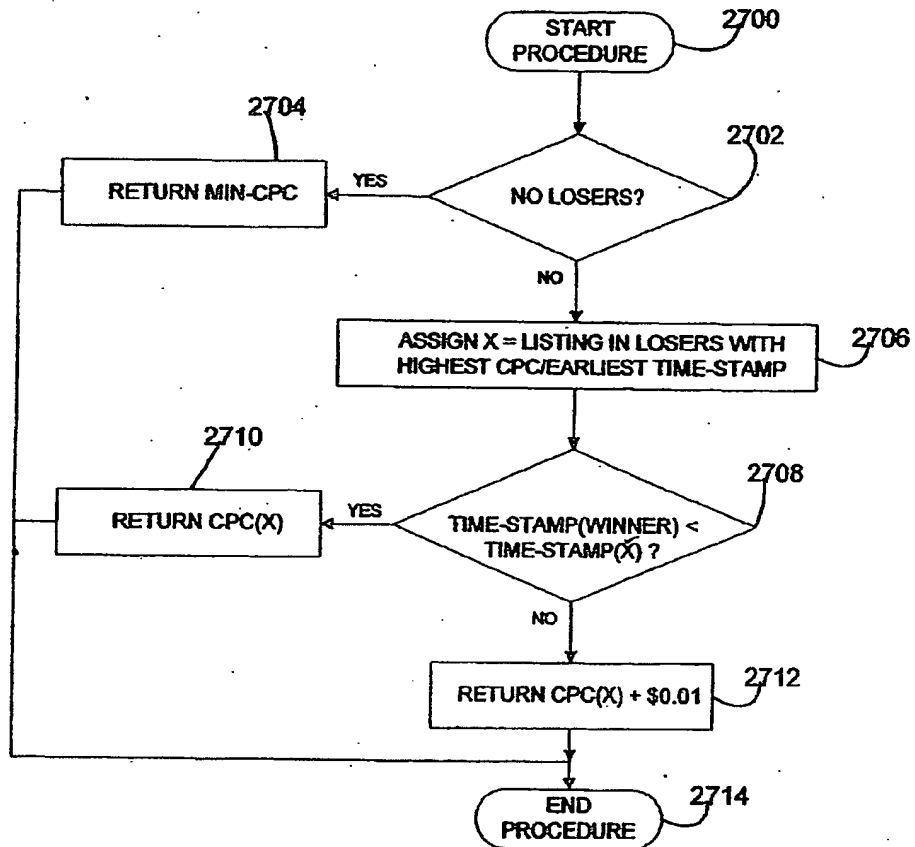 START
PROCEDURE
2700
2704
2702
RETURN MIN-CPC
YES
NO LOSERS?
NO
ASSIGN X = LISTING IN LOSERS WITH
HIGHEST CPC/EARLIEST TIME-STAMP
2706
2710
2708
RETURN CPC(X)
YES
TIME-STAMP(WINNER) <
TIME-STAMP(X) ?
NO
RETURN CPC(X) + $0.01
2712
END
PROCEDURE
2714